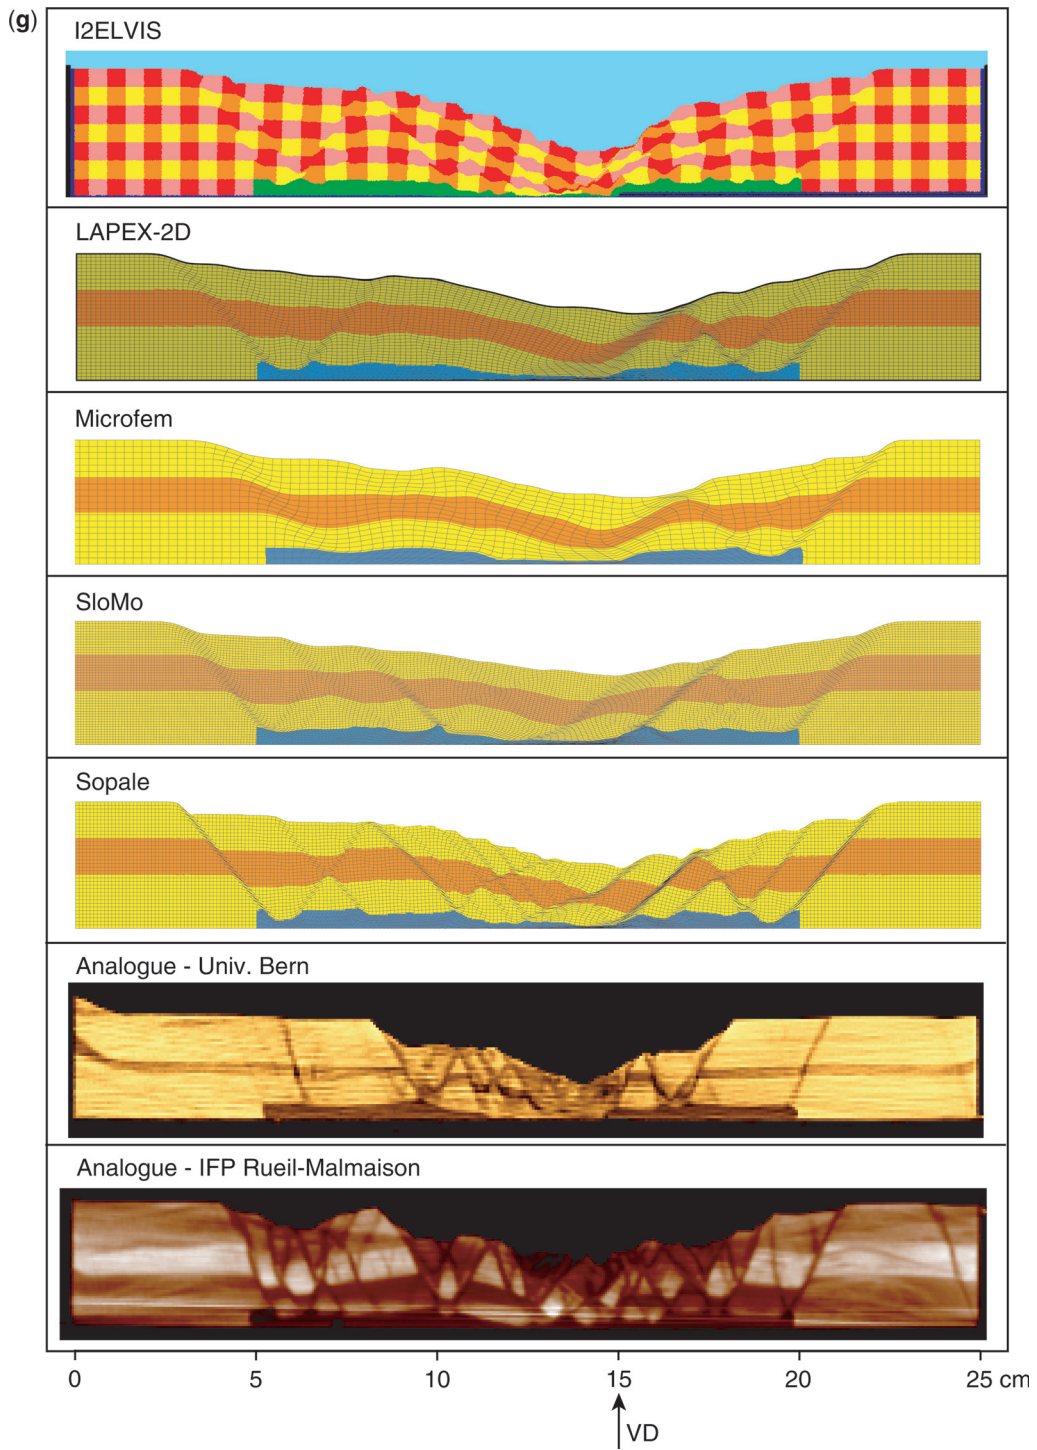 (g)
I2ELVIS
LAPEX-2D
Microfem
SloMo
Sopale
Analogue - Univ. Bern
Analogue - IFP Rueil-Malmaison
0 5 10 15 20 25 cm
VD